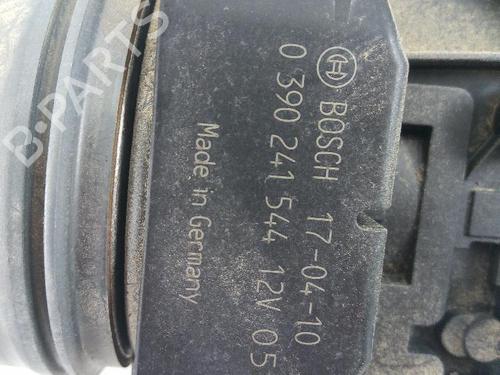 BOSCH 17-04-10
0 390 241 544 12V 05
Made in Germany
B-PARTS